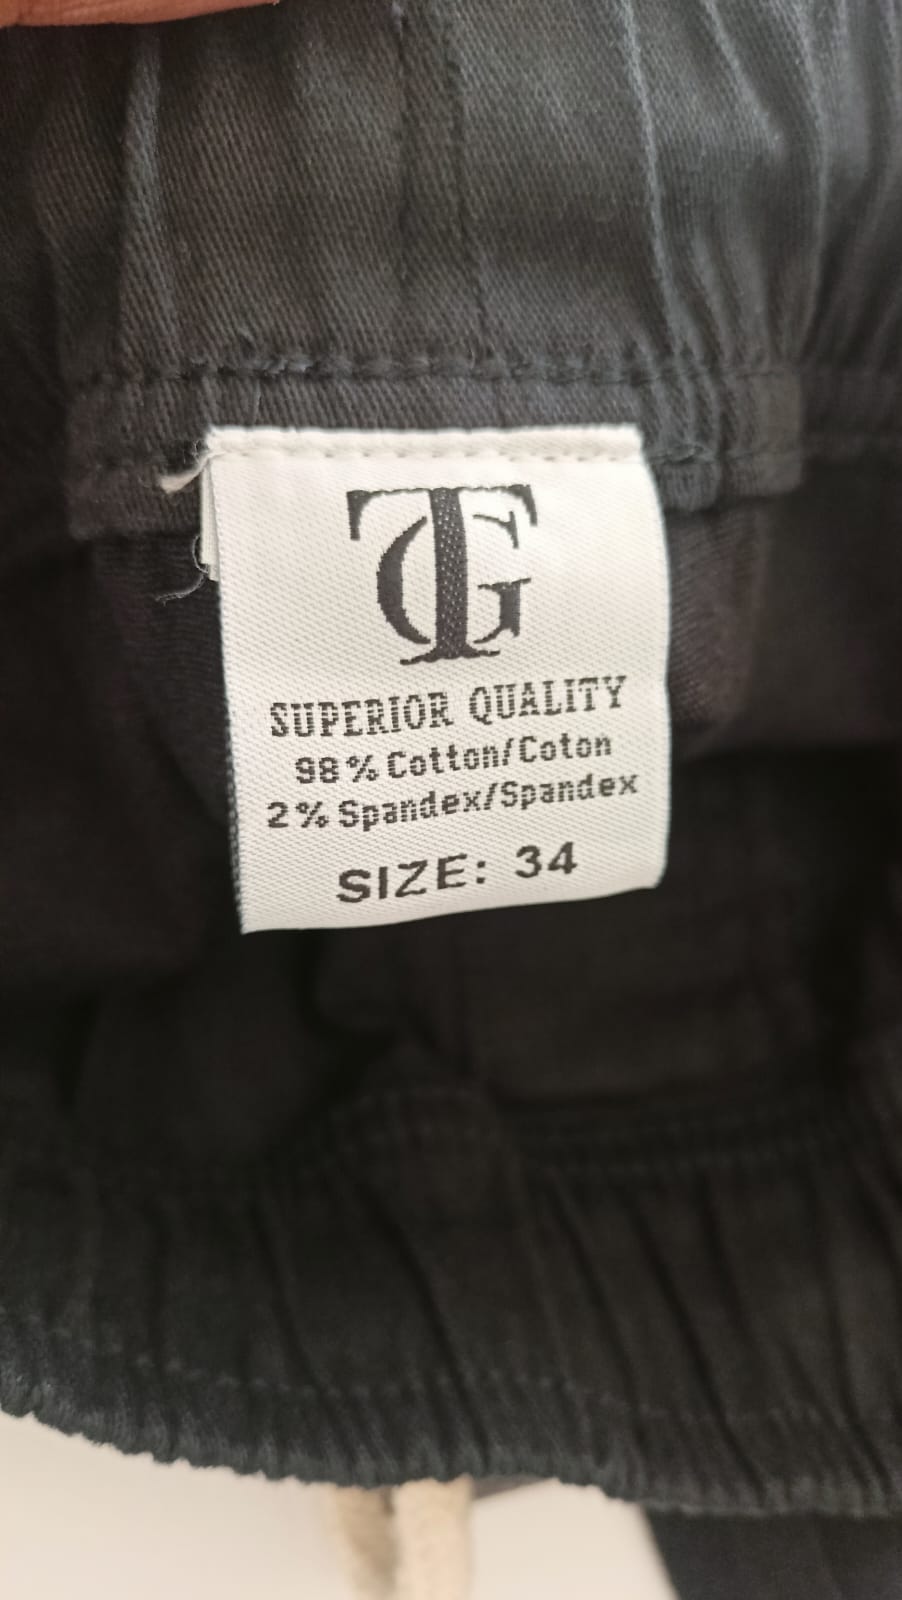 TG
SUPERIOR QUALITY
98% Cotton/Coton
2% Spandex/Spandex
SIZE: 34